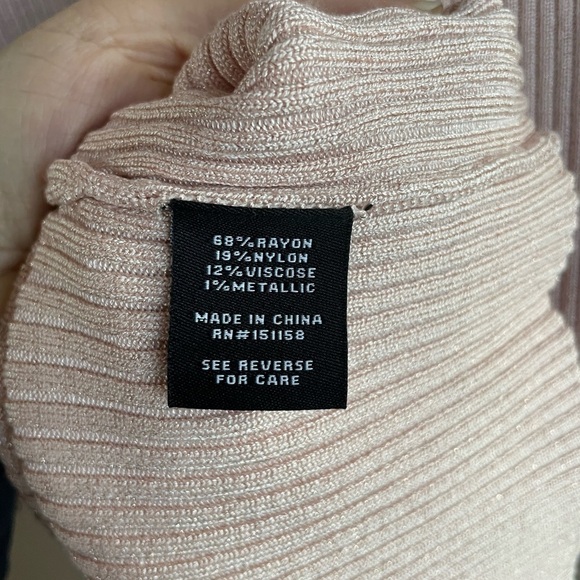 68%RAYON
19%NYLON
12%VISCOSE
1%METALLIC
MADE IN CHINA
RN#151158
SEE REVERSE
FOR CARE